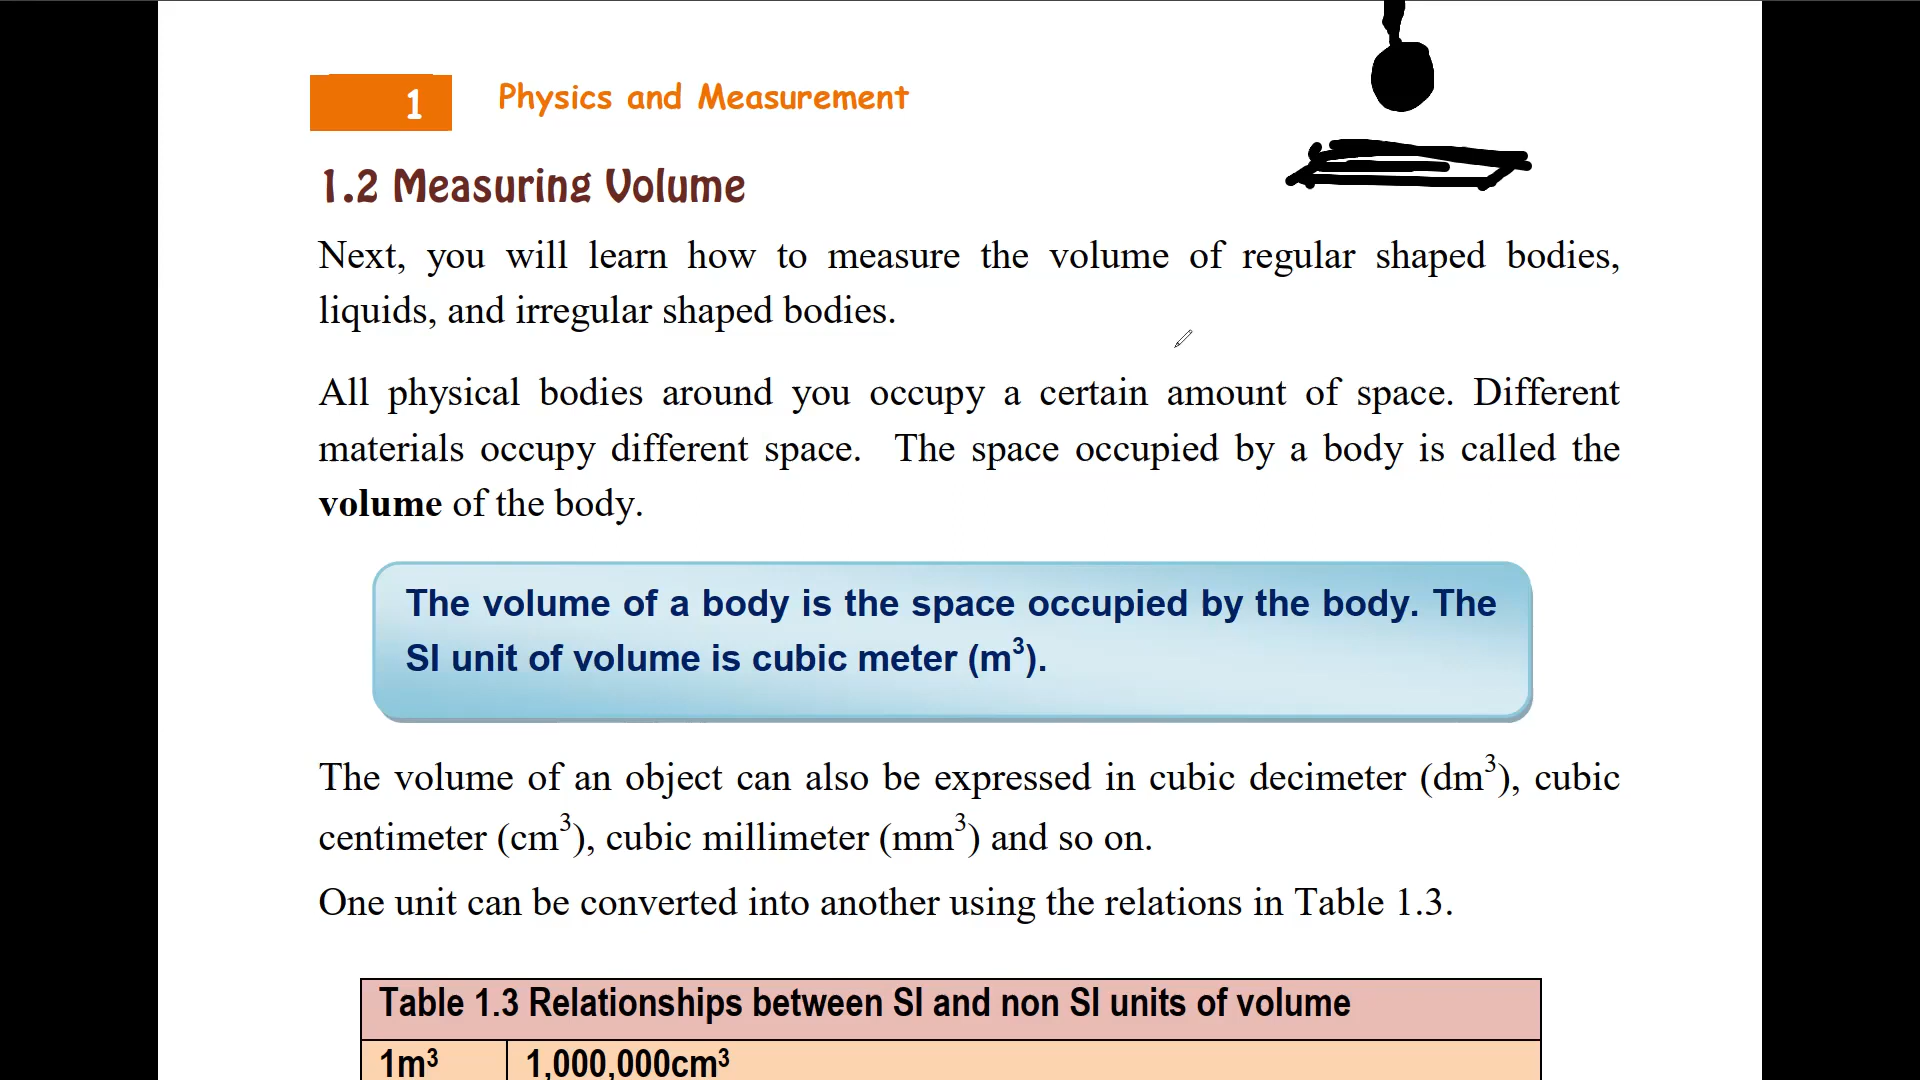 1 Physics and Measurement
1.2 Measuring Volume
Next, you will learn how to measure the volume of regular shaped bodies,
liquids, and irregular shaped bodies.
All physical bodies around you occupy a certain amount of space. Different
materials occupy different space. The space occupied by a body is called the
volume of the body.
The volume of a body is the space occupied by the body. The
SI unit of volume is cubic meter (m³).
The volume of an object can also be expressed in cubic decimeter (dm³), cubic
centimeter (cm³), cubic millimeter (mm³) and so on.
One unit can be converted into another using the relations in Table 1.3.
Table 1.3 Relationships between SI and non SI units of volume
1m³ 1,000,000cm³